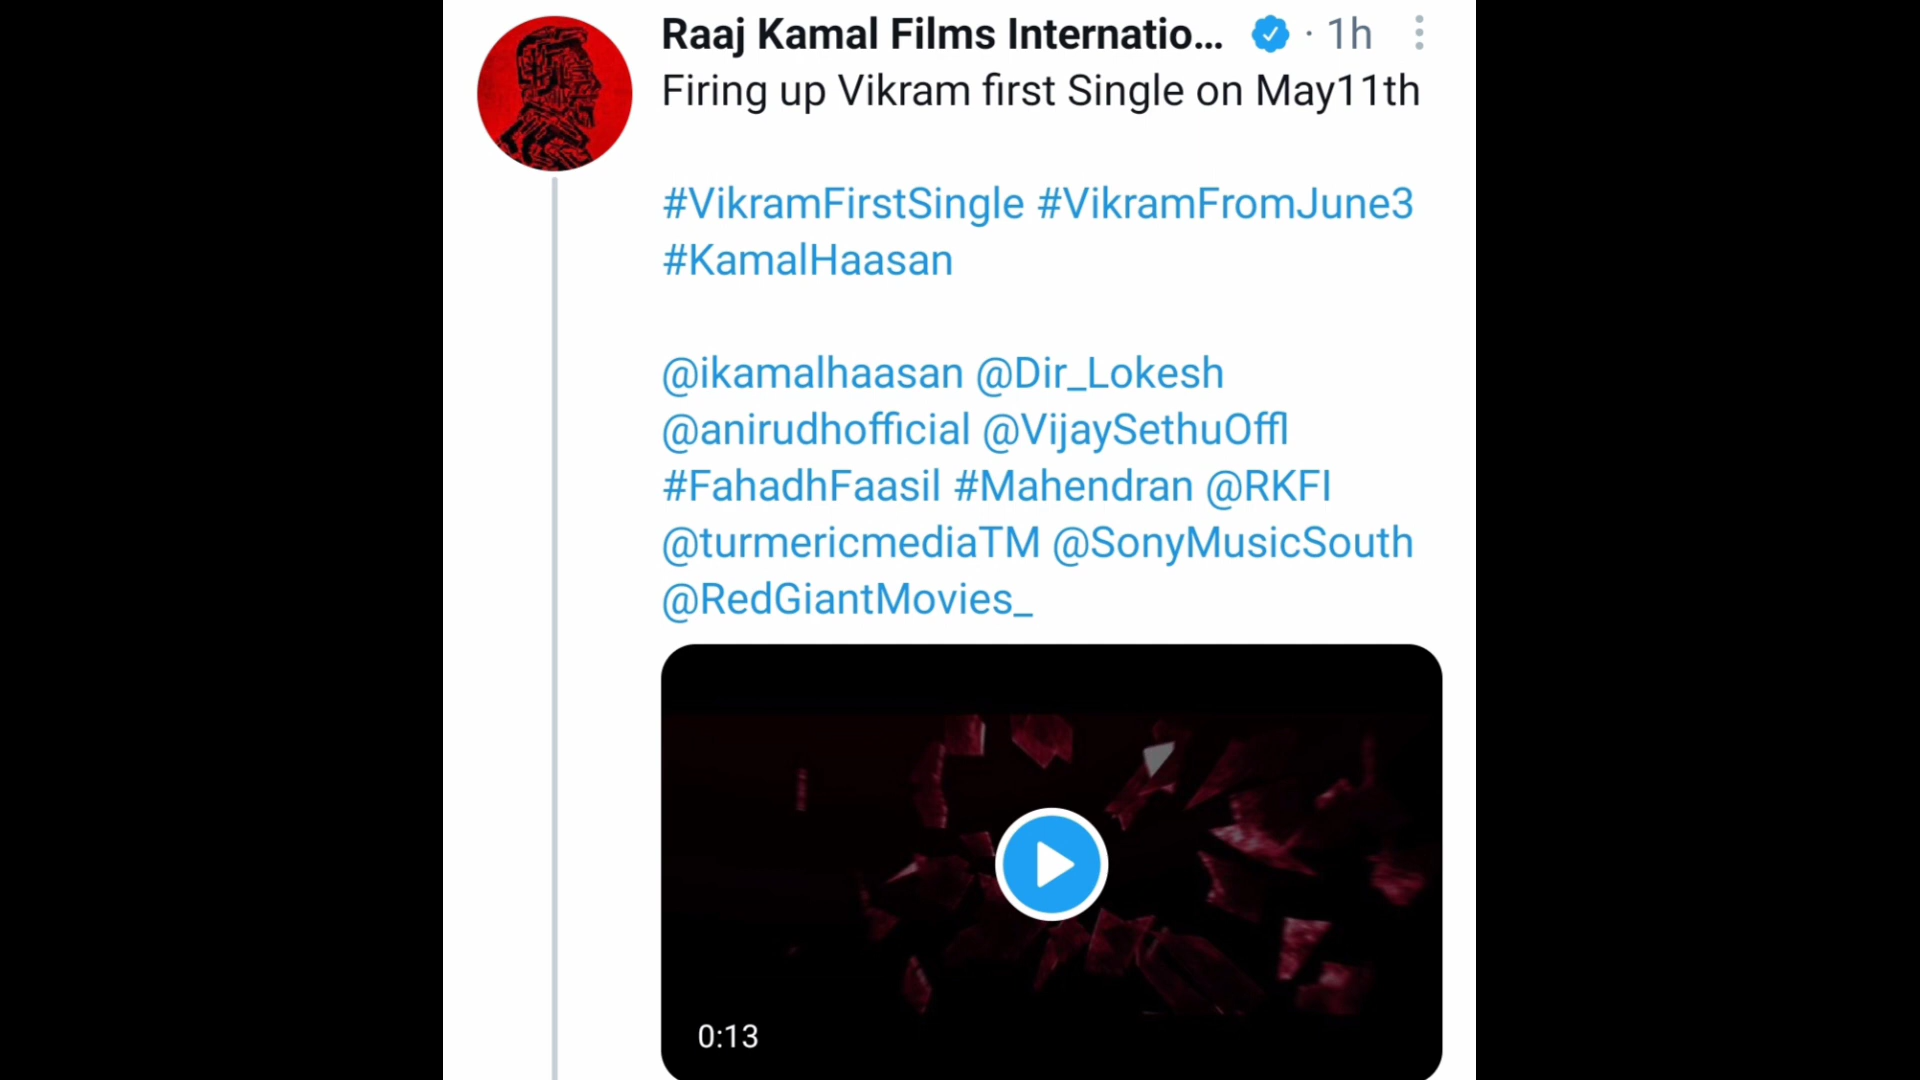 Raaj Kamal Films Internatio... · 1h
Firing up Vikram first Single on May11th
#VikramFirstSingle #VikramFromJune3
#KamalHaasan
@ikamalhaasan @Dir_Lokesh
@anirudhofficial @VijaySethuOffl
#FahadhFaasil #Mahendran @RKFI
@turmericmediaTM @SonyMusicSouth
@RedGiantMovies_
0:13